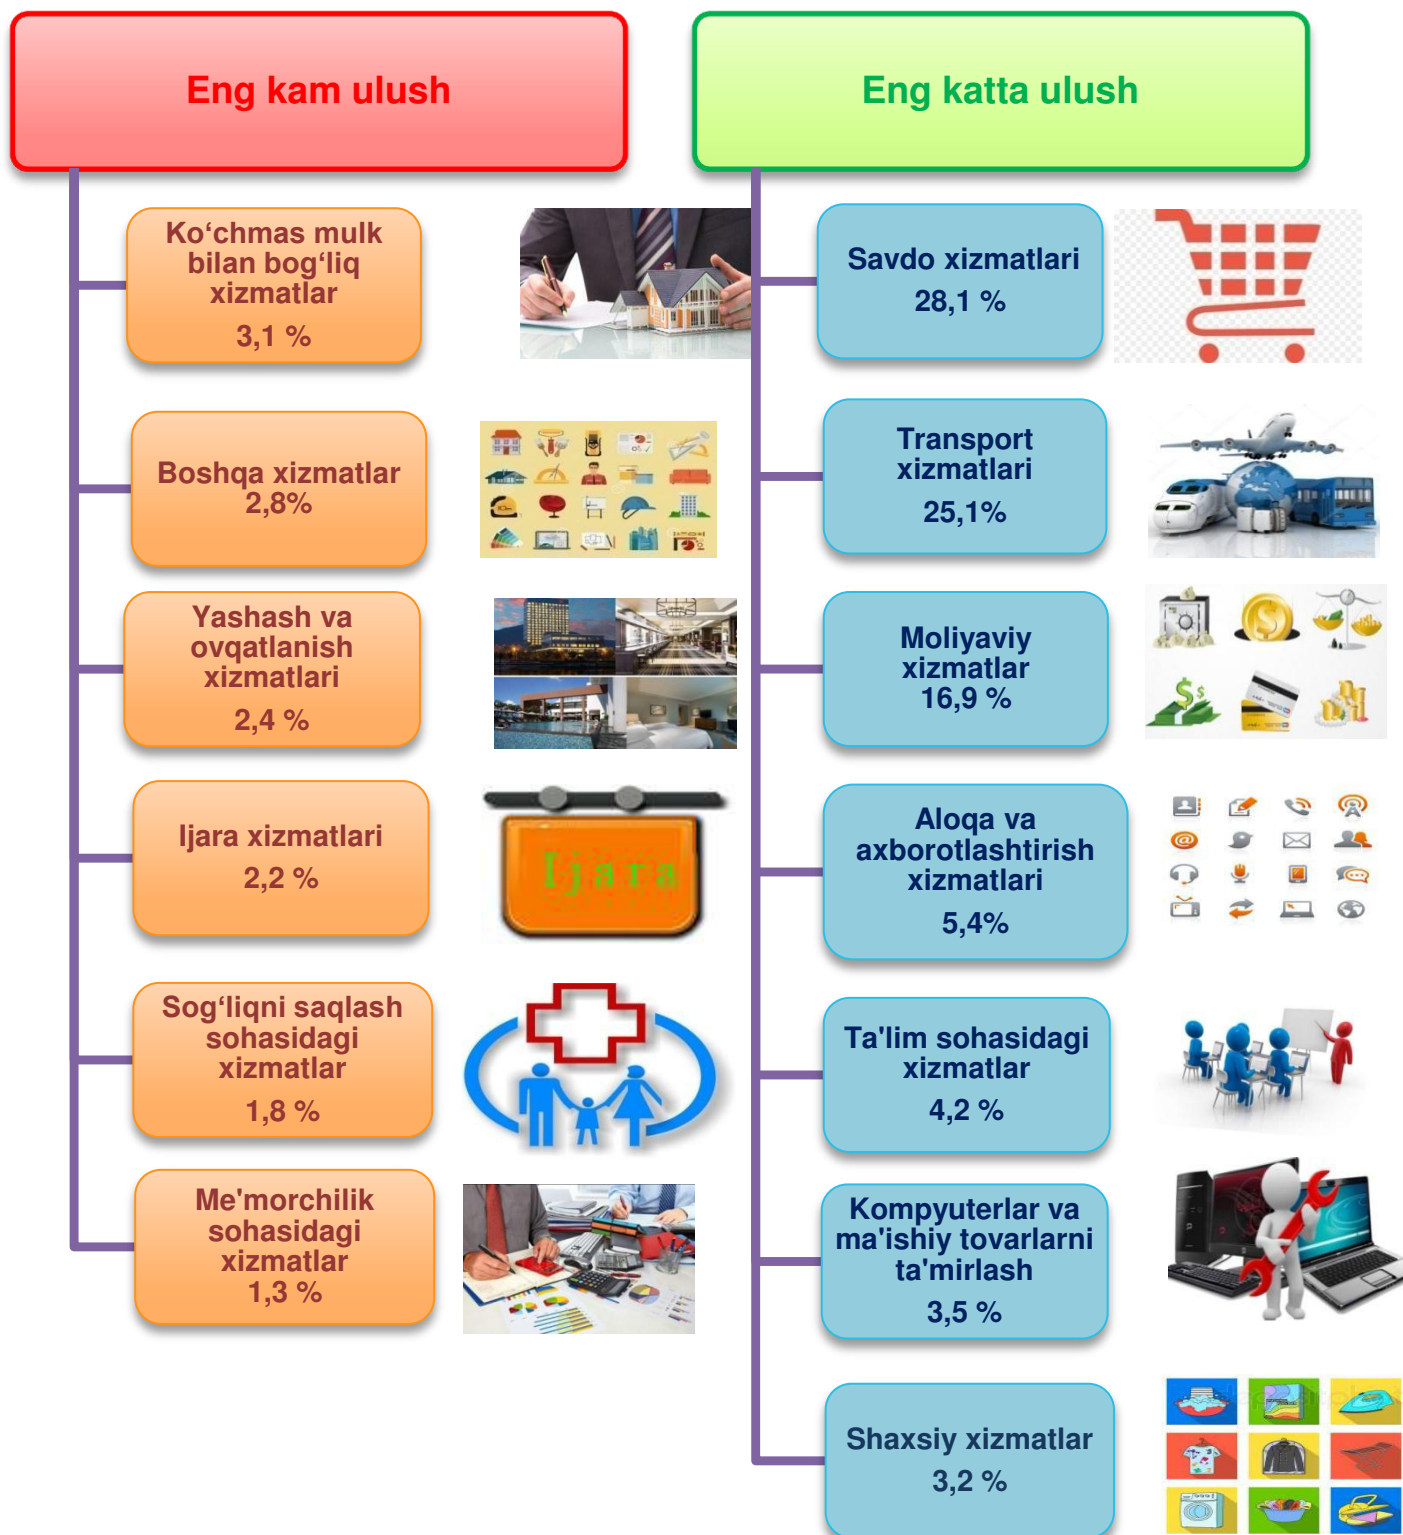 Eng kam ulush
Ko‘chmas mulk
bilan bog‘liq
xizmatlar
3,1 %
Boshqa xizmatlar
2,8%
Yashash va
ovqatlanish
xizmatlari
2,4 %
Ijara xizmatlari
2,2 %
Ijara
Sog‘liqni saqlash
sohasidagi
xizmatlar
1,8 %
Me'morchilik
sohasidagi
xizmatlar
1,3 %
Eng katta ulush
Savdo xizmatlari
28,1 %
Transport
xizmatlari
25,1%
Moliyaviy
xizmatlar
16,9 %
Aloqa va
axborotlashtirish
xizmatlari
5,4%
Ta'lim sohasidagi
xizmatlar
4,2 %
Kompyuterlar va
ma'ishiy tovarlarni
ta'mirlash
3,5 %
Shaxsiy xizmatlar
3,2 %